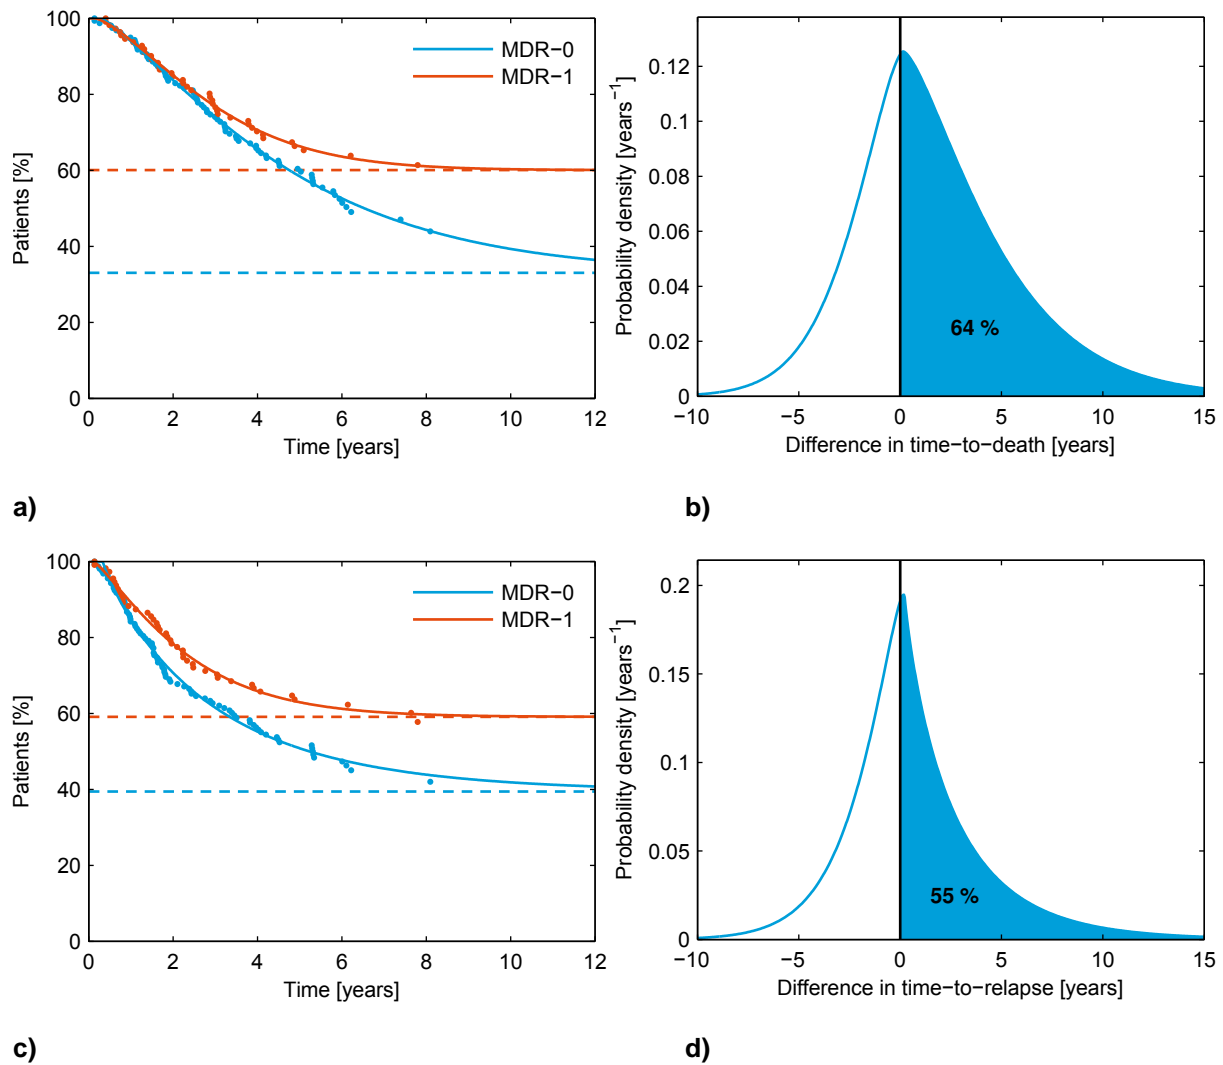 100
80
60
40
20
0
0 2 4 6 8 10 12
Patients [%]
Time [years]
MDR−0
MDR−1
a)
0.12
0.1
0.08
0.06
0.04
0.02
0
−10 −5 0 5 10 15
Probability density [years−1]
Difference in time−to−death [years]
64 %
b)
100
80
60
40
20
0
0 2 4 6 8 10 12
Patients [%]
Time [years]
MDR−0
MDR−1
c)
0.2
0.15
0.1
0.05
0
−10 −5 0 5 10 15
Probability density [years−1]
Difference in time−to−relapse [years]
55 %
d)